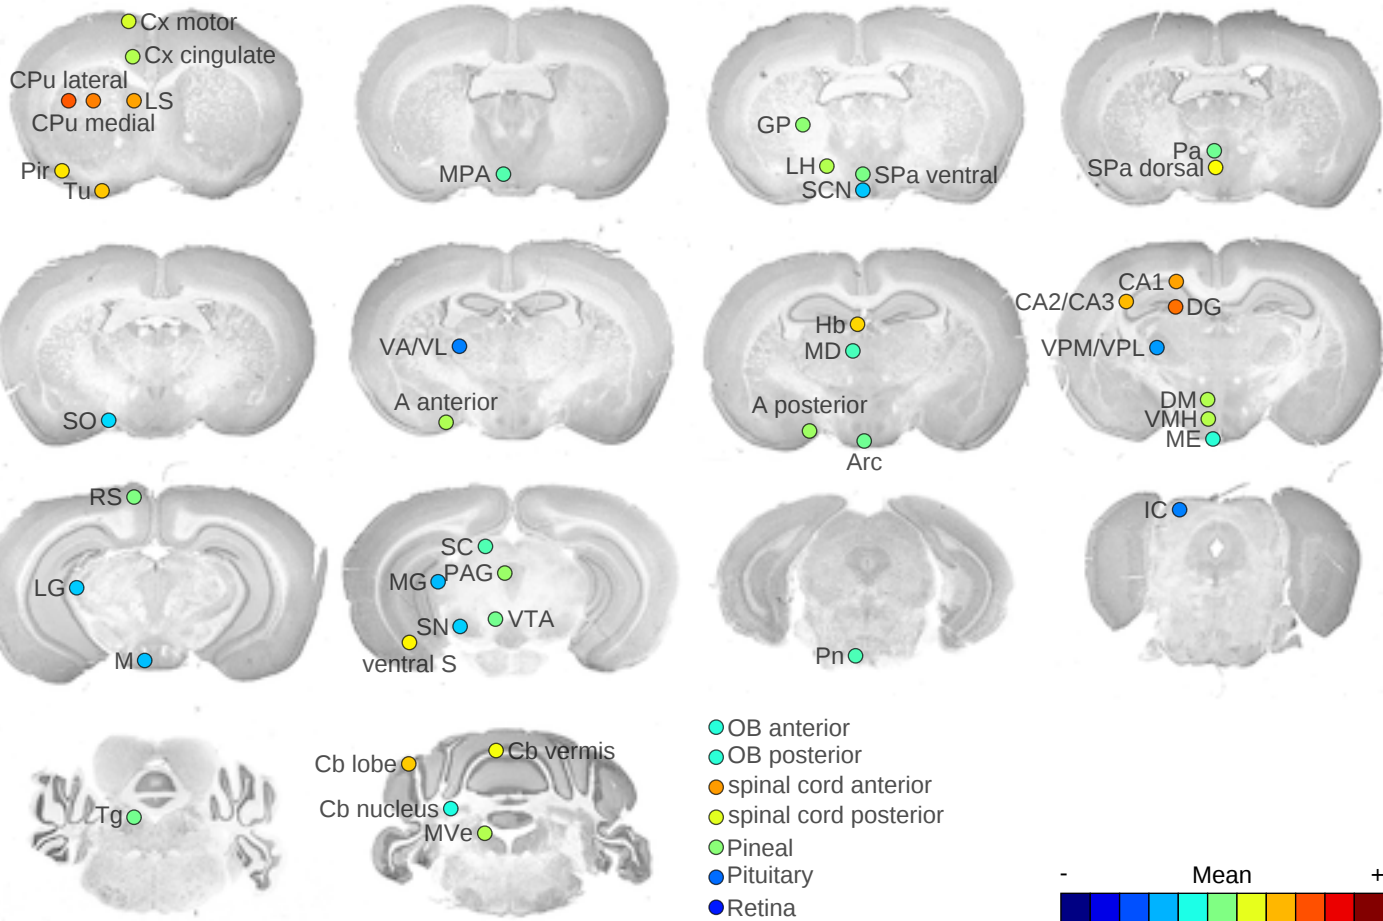 Cx motor
Cx cingulate
CPu lateral
LS
CPu medial
Pir
Tu
MPA
GP
LH
SPa ventral
SCN
Pa
SPa dorsal
SO
VA/VL
A anterior
Hb
MD
A posterior
Arc
CA1
CA2/CA3
DG
VPM/VPL
DM
VMH
ME
RS
LG
M
SC
PAG
MG
VTA
SN
ventral S
Pn
IC
Tg
Cb lobe
Cb vermis
Cb nucleus
MVe
OB anterior
OB posterior
spinal cord anterior
spinal cord posterior
Pineal
Pituitary
Retina
- Mean +